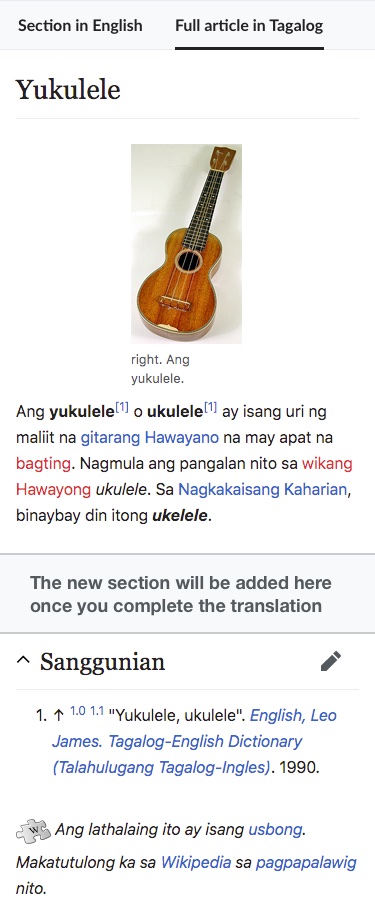 Section in English
Full article in Tagalog
Yukulele
right. Ang
yukulele.
Ang yukulele[1] o ukulele[1] ay isang uri ng
maliit na gitarang Hawayano na may apat na
bagting. Nagmula ang pangalan nito sa wikang
Hawayong ukulele. Sa Nagkakaisang Kaharian,
binaybay din itong ukelele.
The new section will be added here
once you complete the translation
Sanggunian
1. ↑ 1.0 1.1 "Yukulele, ukulele". English, Leo
James. Tagalog-English Dictionary
(Talahulugang Tagalog-Ingles). 1990.
W
Ang lathalaing ito ay isang usbong.
Makatutulong ka sa Wikipedia sa pagpapalawig
nito.